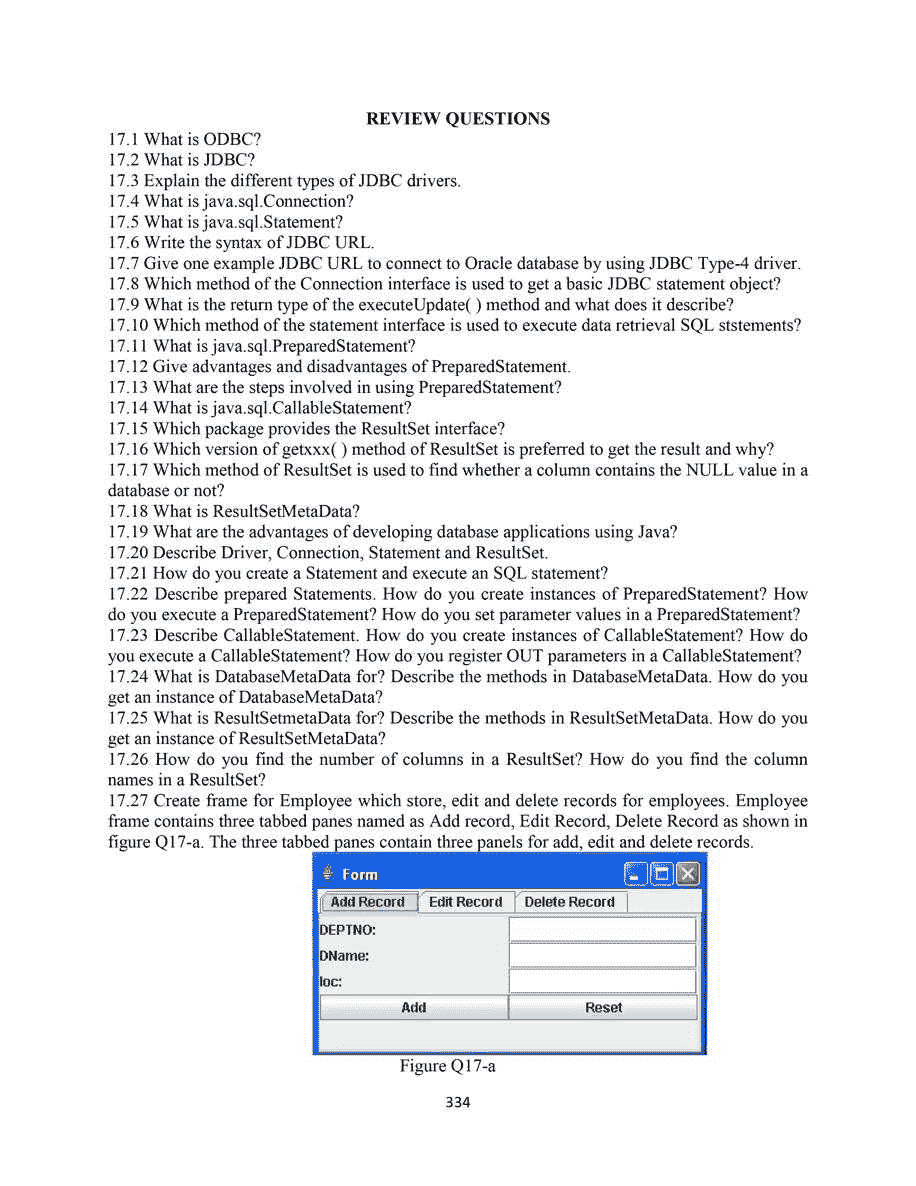 REVIEW QUESTIONS
17.1 What is ODBC?
17.2 What is JDBC?
17.3 Explain the different types of JDBC drivers.
17.4 What is java.sql.Connection?
17.5 What is java.sql.Statement?
17.6 Write the syntax of JDBC URL.
17.7 Give one example JDBC URL to connect to Oracle database by using JDBC Type-4 driver.
17.8 Which method of the Connection interface is used to get a basic JDBC statement object?
17.9 What is the return type of the executeUpdate( ) method and what does it describe?
17.10 Which method of the statement interface is used to execute data retrieval SQL ststements?
17.11 What is java.sql.PreparedStatement?
17.12 Give advantages and disadvantages of PreparedStatement.
17.13 What are the steps involved in using PreparedStatement?
17.14 What is java.sql.CallableStatement?
17.15 Which package provides the ResultSet interface?
17.16 Which version of getxxx( ) method of ResultSet is preferred to get the result and why?
17.17 Which method of ResultSet is used to find whether a column contains the NULL value in a
database or not?
17.18 What is ResultSetMetaData?
17.19 What are the advantages of developing database applications using Java?
17.20 Describe Driver, Connection, Statement and ResultSet.
17.21 How do you create a Statement and execute an SQL statement?
17.22 Describe prepared Statements. How do you create instances of PreparedStatement? How
do you execute a PreparedStatement? How do you set parameter values in a PreparedStatement?
17.23 Describe CallableStatement. How do you create instances of CallableStatement? How do
you execute a CallableStatement? How do you register OUT parameters in a CallableStatement?
17.24 What is DatabaseMetaData for? Describe the methods in DatabaseMetaData. How do you
get an instance of DatabaseMetaData?
17.25 What is ResultSetmetaData for? Describe the methods in ResultSetMetaData. How do you
get an instance of ResultSetMetaData?
17.26 How do you find the number of columns in a ResultSet? How do you find the column
names in a ResultSet?
17.27 Create frame for Employee which store, edit and delete records for employees. Employee
frame contains three tabbed panes named as Add record, Edit Record, Delete Record as shown in
figure Q17-a. The three tabbed panes contain three panels for add, edit and delete records.
Form
Add Record Edit Record Delete Record
DEPTNO:
DName:
loc:
Add Reset
Figure Q17-a
334